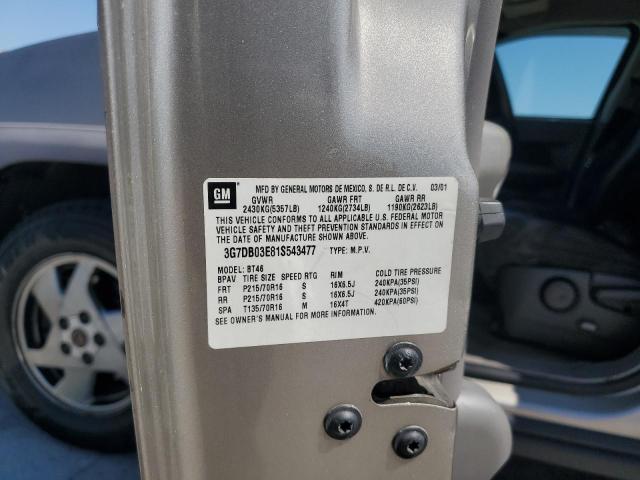 GM
MFD BY GENERAL MOTORS DE MEXICO, S. DE R.L. DE C.V. 03/01
GVWR GAWR FRT GAWR RR
2430KG(5357LB) 1240KG(2734LB) 1190KG(2623LB)
THIS VEHICLE CONFORMS TO ALL APPLICABLE U.S. FEDERAL MOTOR
VEHICLE SAFETY AND THEFT PREVENTION STANDARDS IN EFFECT ON
THE DATE OF MANUFACTURE SHOWN ABOVE.
3G7DB03E81S543477 TYPE: M.P.V.
MODEL: BT46
BPAV TIRE SIZE SPEED RTG RIM COLD TIRE PRESSURE
FRT P215/70R16 S 16X6.5J 240KPA(35PSI)
RR P215/70R16 S 16X6.5J 240KPA(35PSI)
SPA T135/70R16 M 16X4T 420KPA(60PSI)
SEE OWNER'S MANUAL FOR MORE INFORMATION.